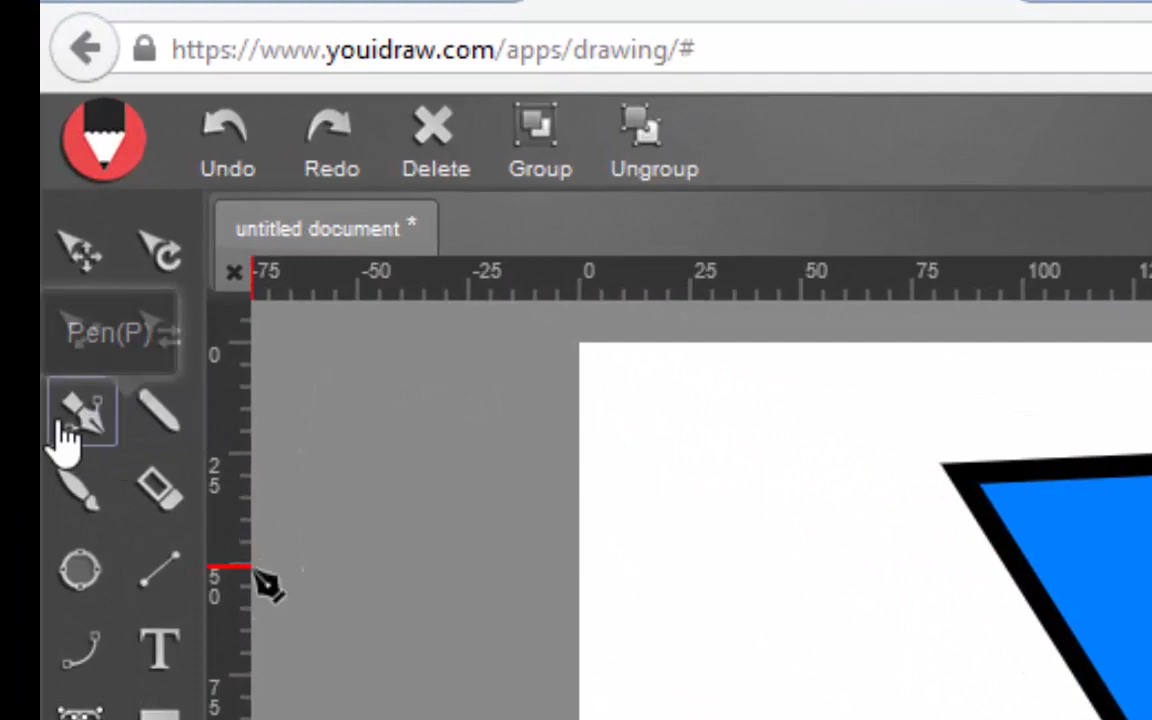 https://www.youidraw.com/apps/drawing/#
Undo Redo Delete Group Ungroup
untitled document *
-75 -50 -25 0 25 50 75 100
Pen(P)
0
25
50
75
T